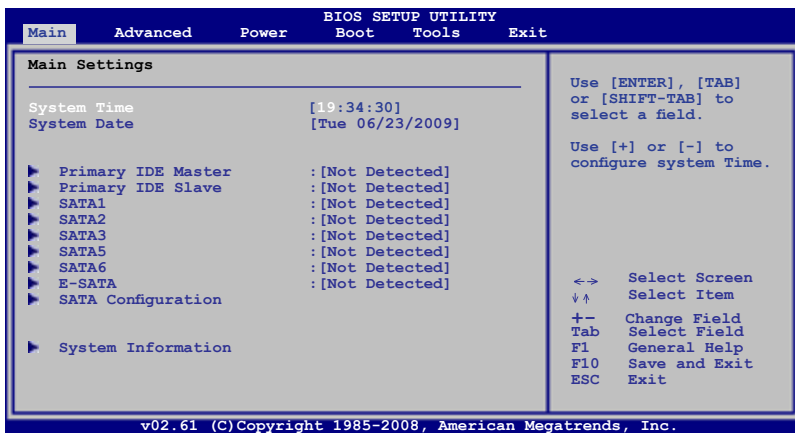 BIOS SETUP UTILITY
Main Advanced Power Boot Tools Exit
Main Settings
System Time [19:34:30]
System Date [Tue 06/23/2009]
Primary IDE Master :[Not Detected]
Primary IDE Slave :[Not Detected]
SATA1 :[Not Detected]
SATA2 :[Not Detected]
SATA3 :[Not Detected]
SATA5 :[Not Detected]
SATA6 :[Not Detected]
E-SATA :[Not Detected]
SATA Configuration
System Information
Use [ENTER], [TAB]
or [SHIFT-TAB] to
select a field.
Use [+] or [-] to
configure system Time.
←→ Select Screen
↓↑ Select Item
+- Change Field
Tab Select Field
F1 General Help
F10 Save and Exit
ESC Exit
v02.61 (C)Copyright 1985-2008, American Megatrends, Inc.